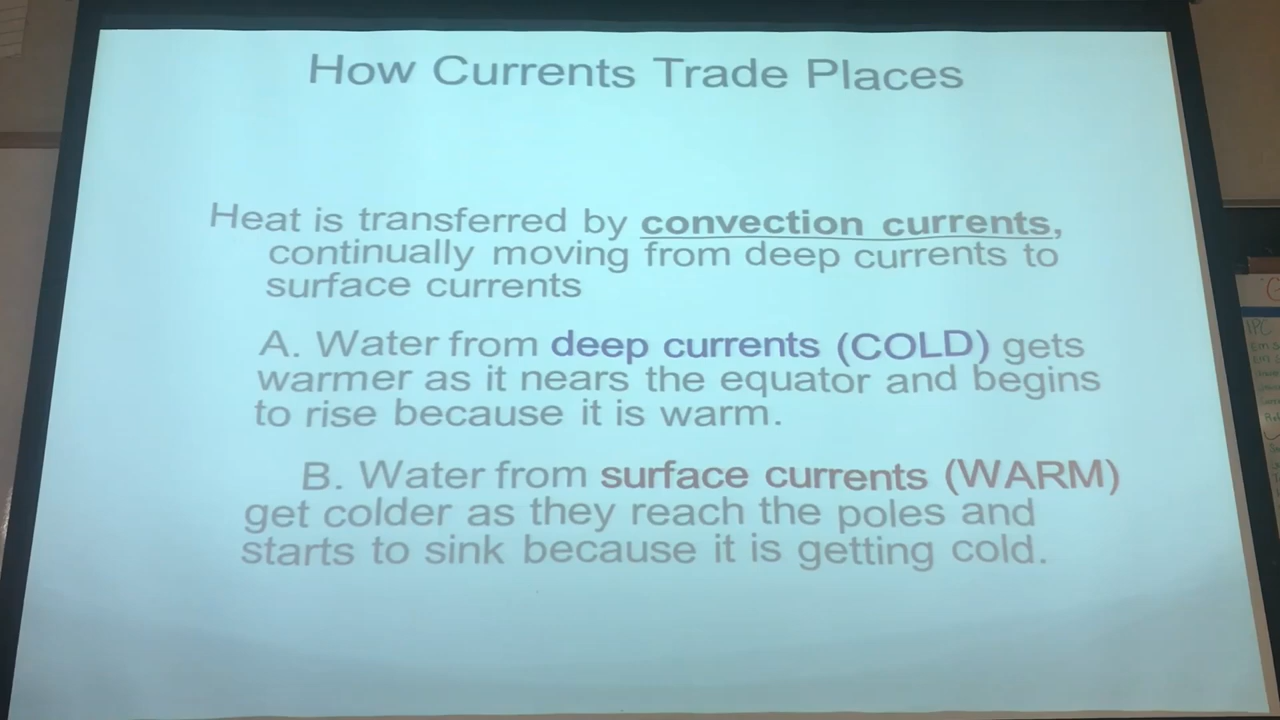 How Currents Trade Places
Heat is transferred by convection currents,
continually moving from deep currents to
surface currents
A. Water from deep currents (COLD) gets
warmer as it nears the equator and begins
to rise because it is warm.
B. Water from surface currents (WARM)
get colder as they reach the poles and
starts to sink because it is getting cold.